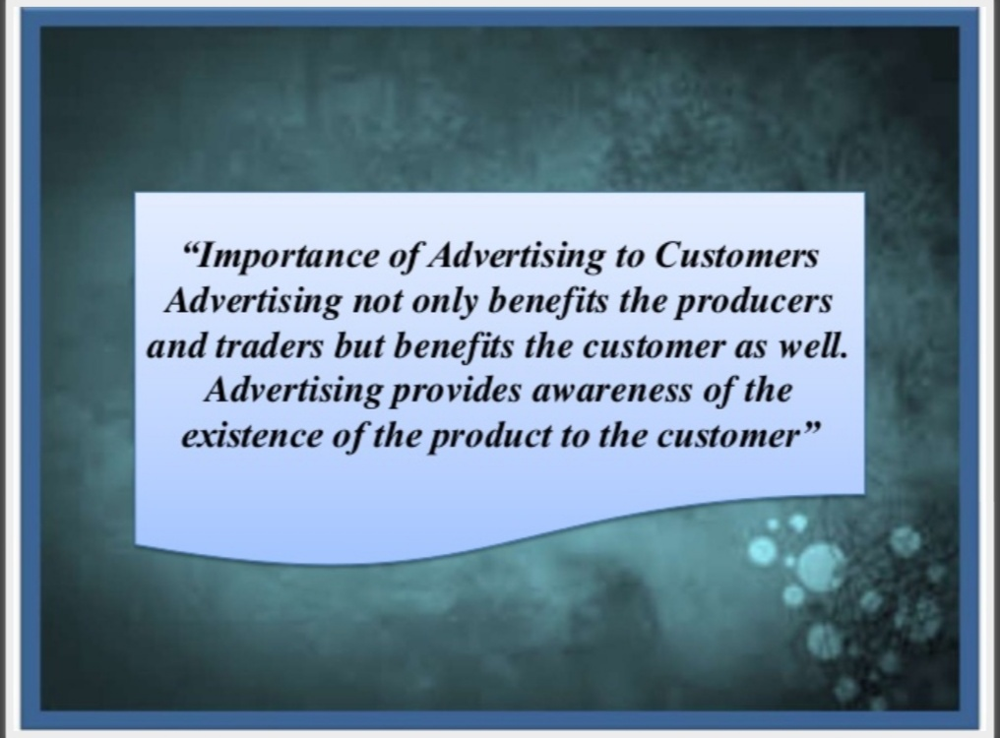 “Importance of Advertising to Customers
Advertising not only benefits the producers
and traders but benefits the customer as well.
Advertising provides awareness of the
existence of the product to the customer”